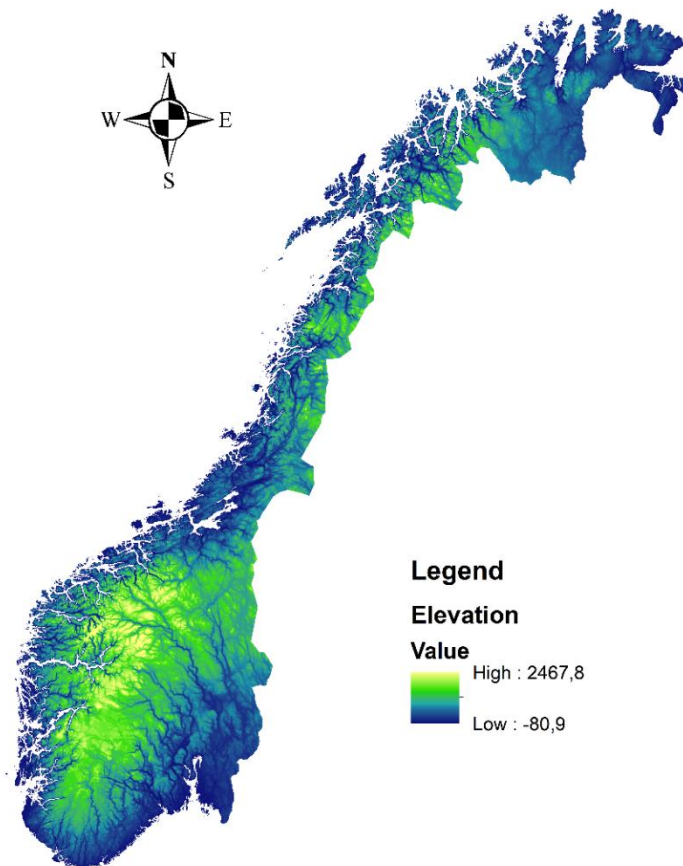 N
W E
S
Legend
Elevation
Value
High : 2467,8
Low : -80,9